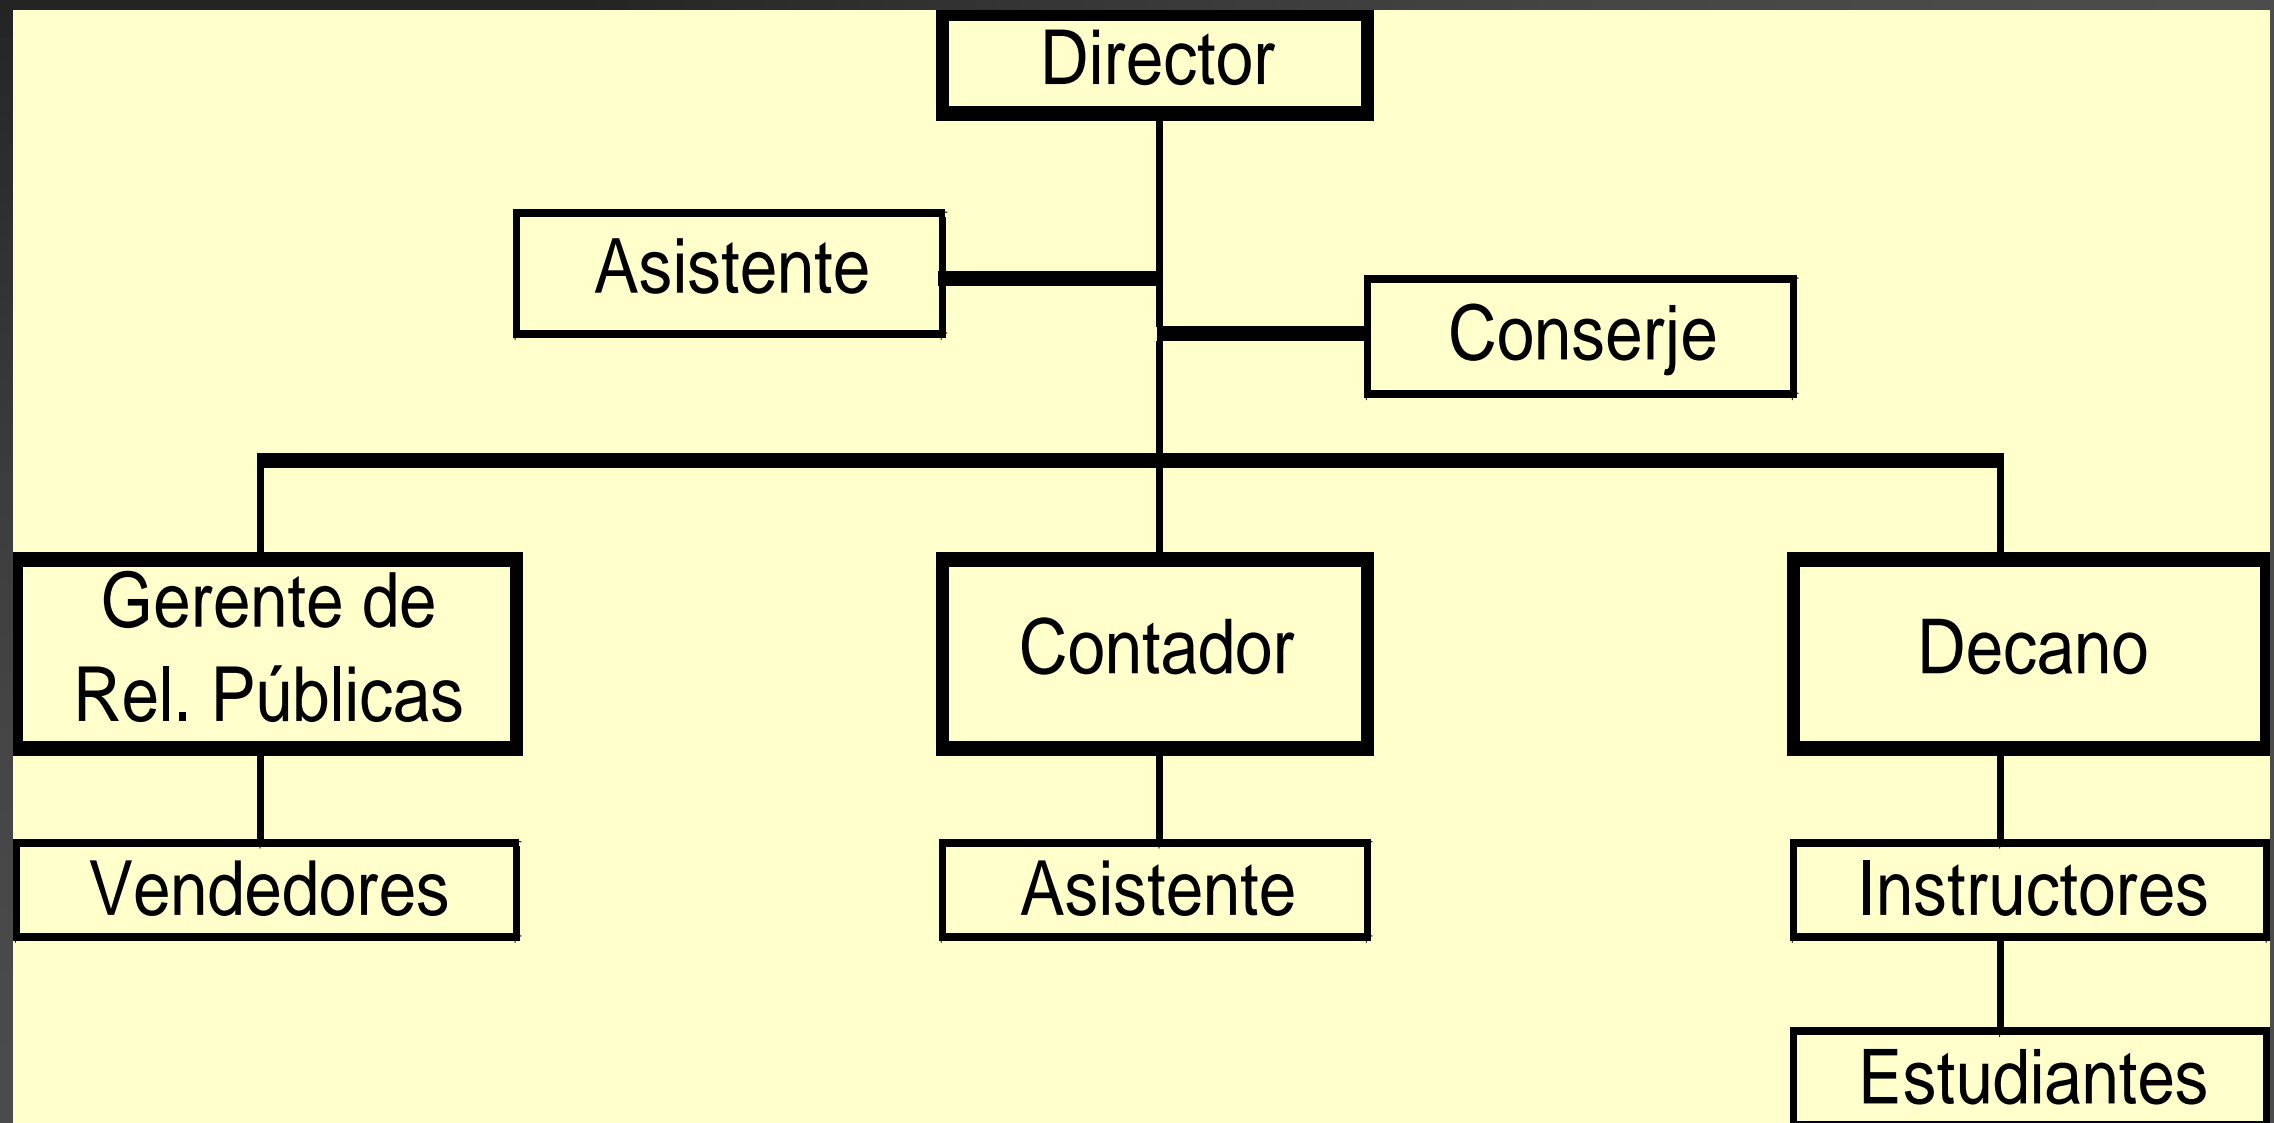 Director
Asistente
Conserje
Gerente de
Rel. Públicas
Contador
Decano
Vendedores
Asistente
Instructores
Estudiantes